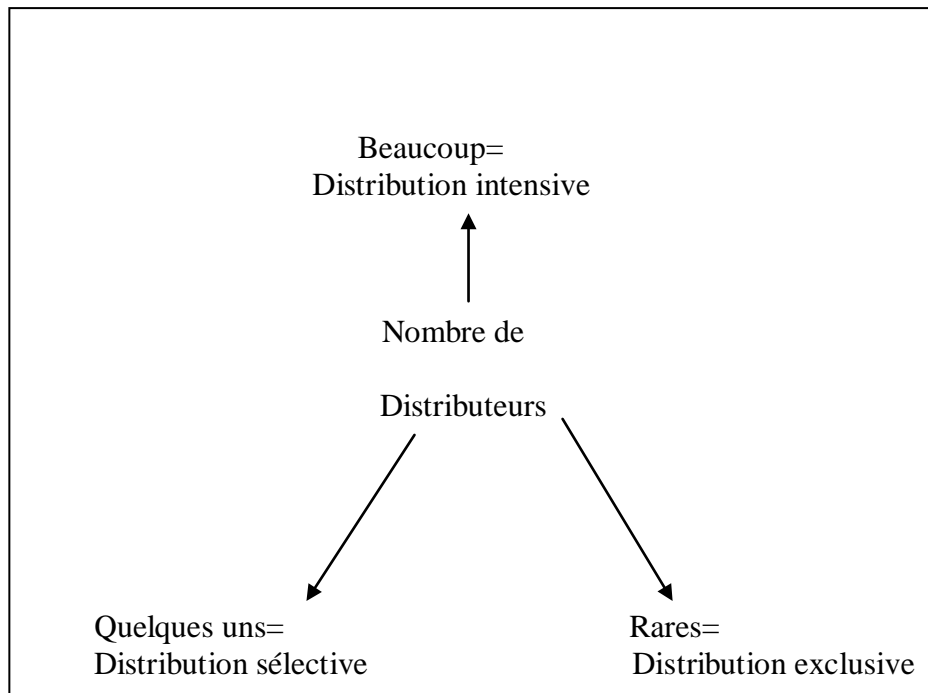 Beaucoup=
Distribution intensive
Nombre de
Distributeurs
Quelques uns=
Distribution sélective
Rares=
Distribution exclusive